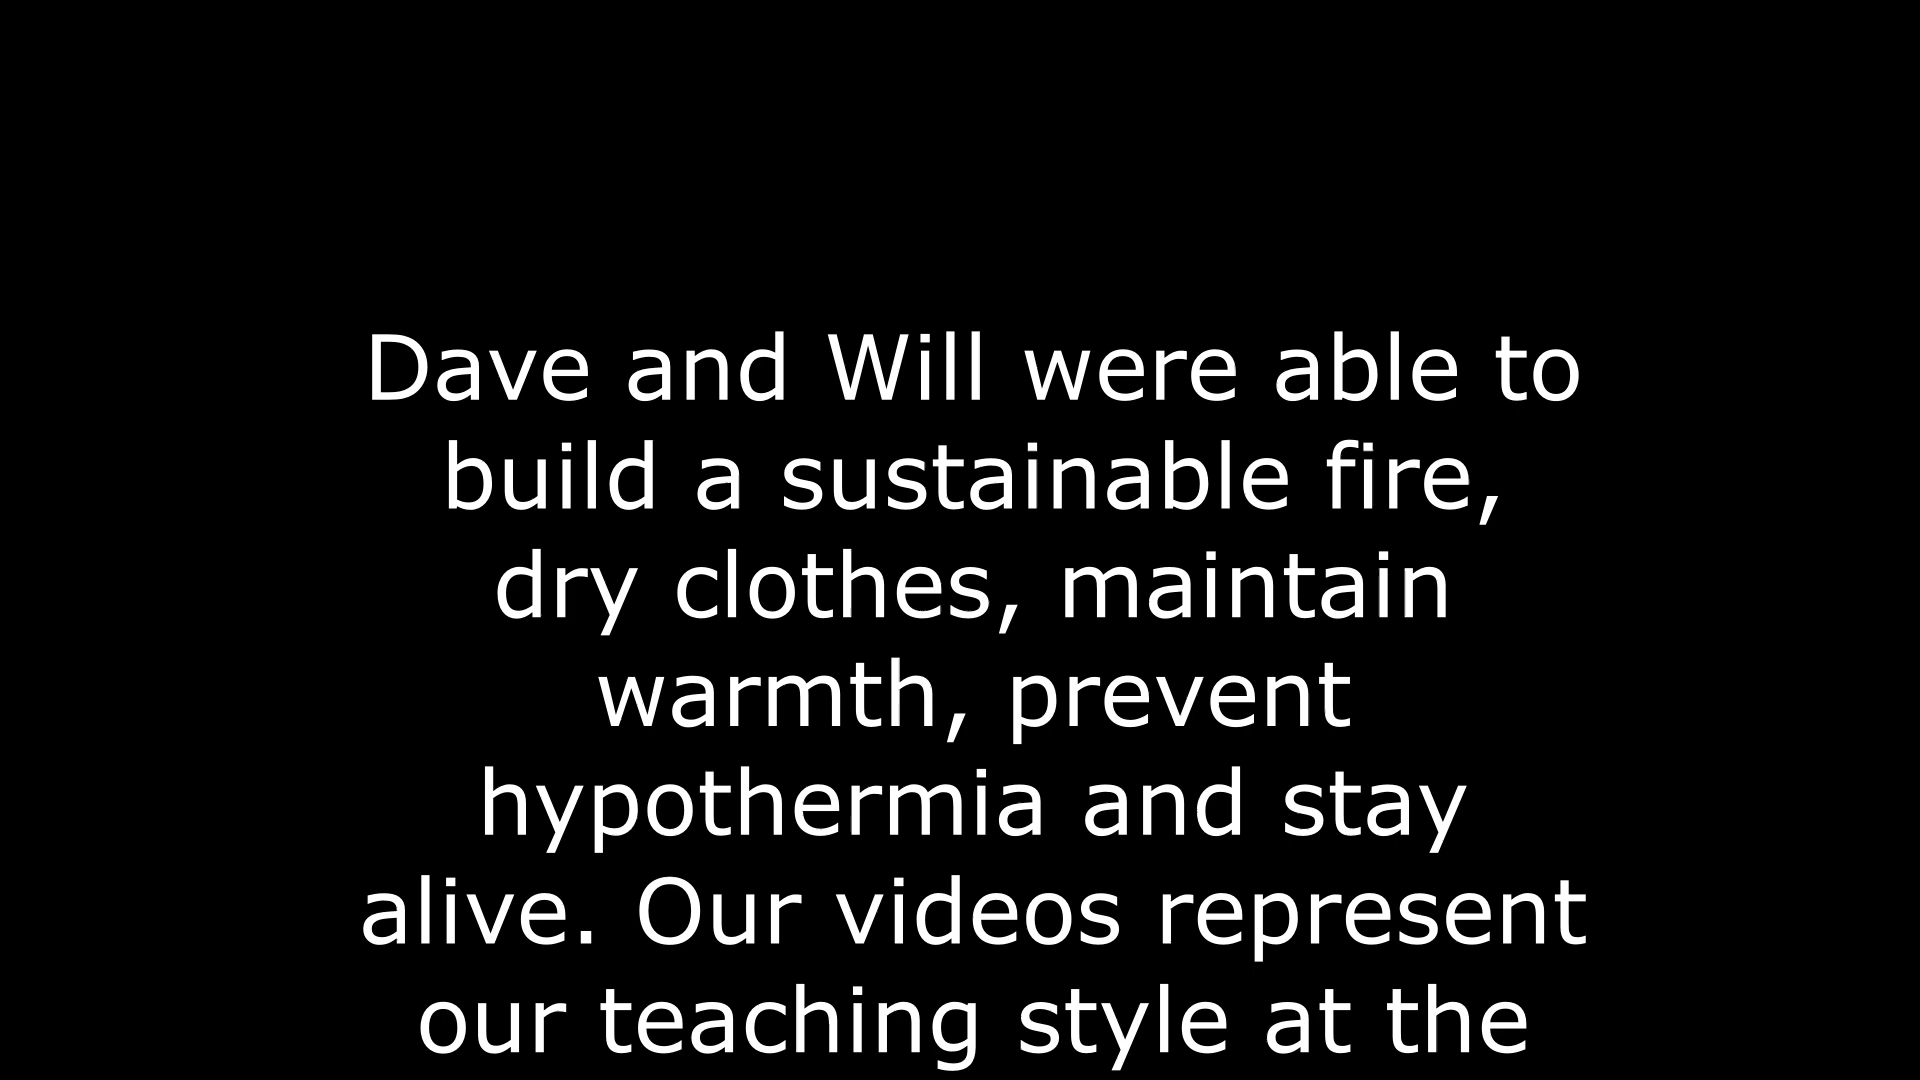 Dave and Will were able to
build a sustainable fire,
dry clothes, maintain
warmth, prevent
hypothermia and stay
alive. Our videos represent
our teaching style at the